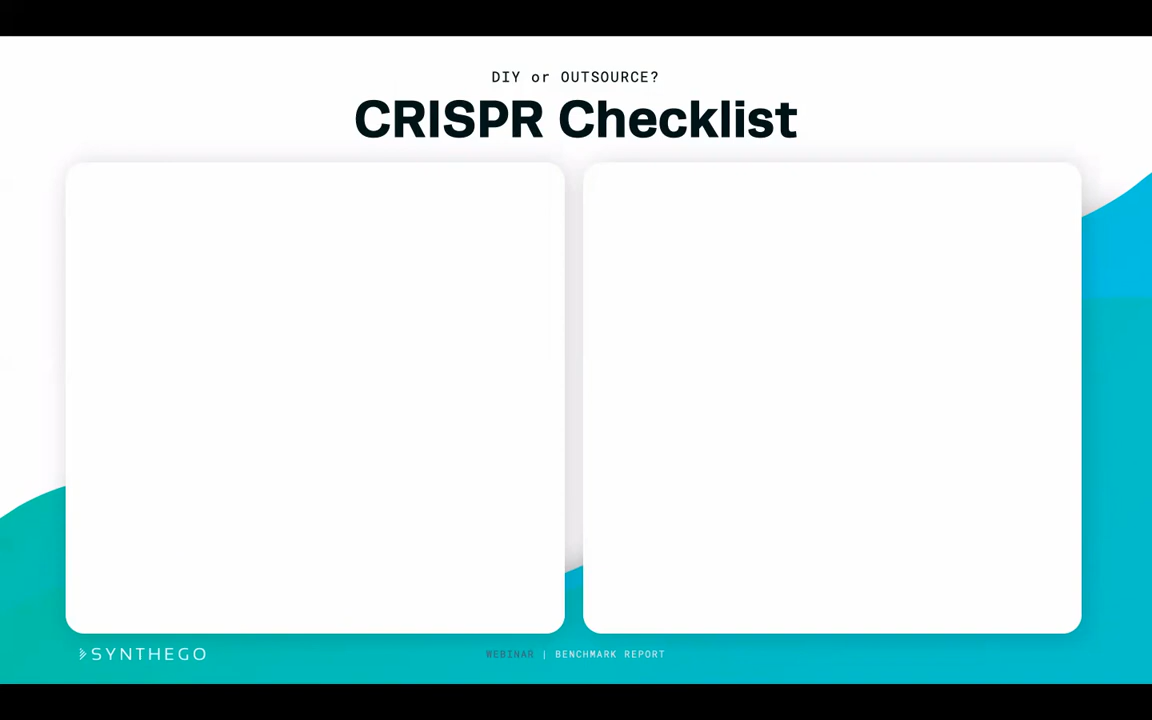 DIY or OUTSOURCE?
CRISPR Checklist
SYNTHEGO
WEBINAR | BENCHMARK REPORT